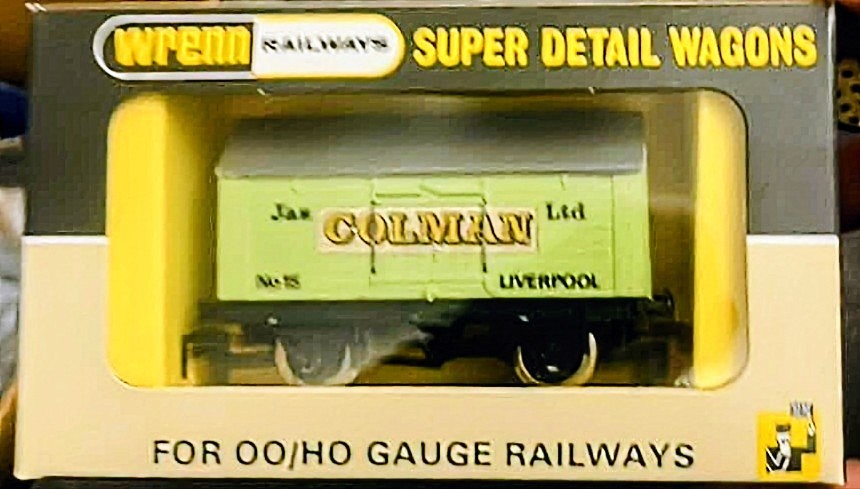 wrenn RAILWAYS SUPER DETAIL WAGONS
Jas COLMAN Ltd
No 15 LIVERPOOL
FOR OO/HO GAUGE RAILWAYS